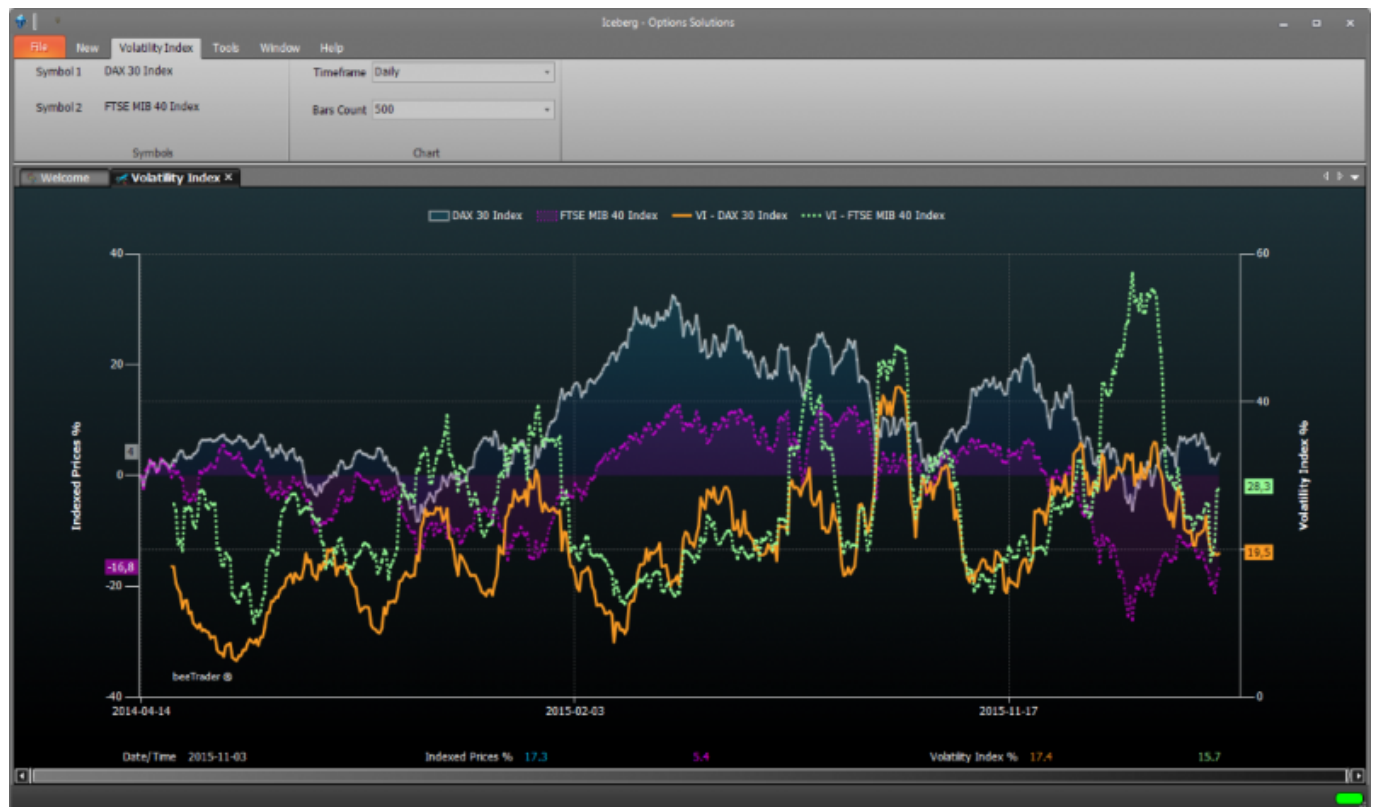 Iceberg - Options Solutions
File New Volatility Index Tools Window Help
Symbol 1 DAX 30 Index Timeframe Daily
Symbol 2 FTSE MIB 40 Index Bars Count 500
Symbols Chart
Welcome Volatility Index ×
DAX 30 Index FTSE MIB 40 Index VI - DAX 30 Index VI - FTSE MIB 40 Index
40 60
20
40
Indexed Prices % Volatility Index %
4
0
28,3
-16,8 19,5
-20
beeTrader ®
-40 0
2014-04-14 2015-02-03 2015-11-17
Date/Time 2015-11-03 Indexed Prices % 17.3 5.4 Volatility Index % 17.4 15.7